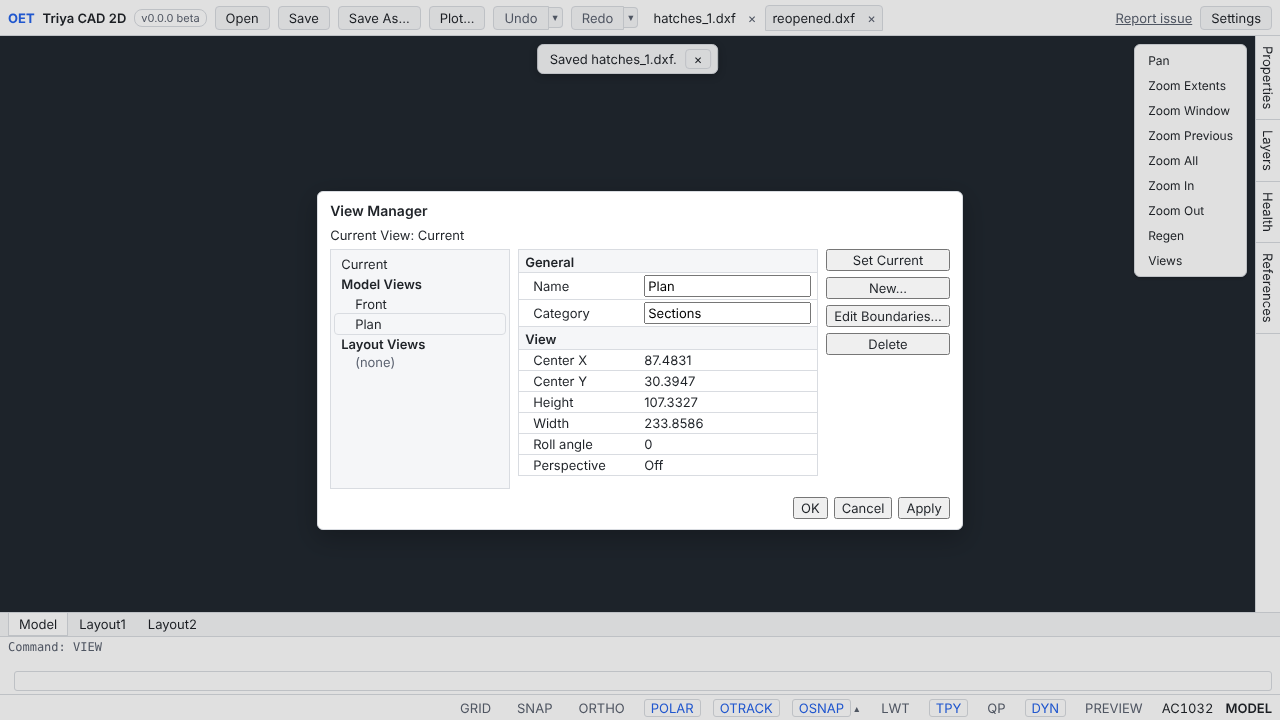 OET Triya CAD 2D v0.0.0 beta Open Save Save As... Plot... Undo ▾ Redo ▾ hatches_1.dxf × reopened.dxf × Report issue Settings
Saved hatches_1.dxf. ×
Pan
Zoom Extents
Zoom Window
Zoom Previous
Zoom All
Zoom In
Zoom Out
Regen
Views
Properties
Layers
Health
References
View Manager
Current View: Current
Current
Model Views
Front
Plan
Layout Views
(none)
General
Name Plan
Category Sections
View
Center X 87.4831
Center Y 30.3947
Height 107.3327
Width 233.8586
Roll angle 0
Perspective Off
Set Current
New...
Edit Boundaries...
Delete
OK Cancel Apply
Model Layout1 Layout2
Command: VIEW
GRID SNAP ORTHO POLAR OTRACK OSNAP ▴ LWT TPY QP DYN PREVIEW AC1032 MODEL